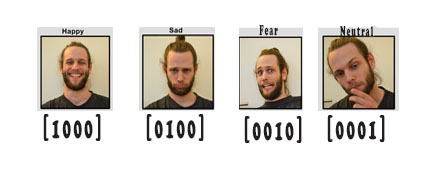 Happy
Sad
Fear
Neutral
[1000]
[0100]
[0010]
[0001]